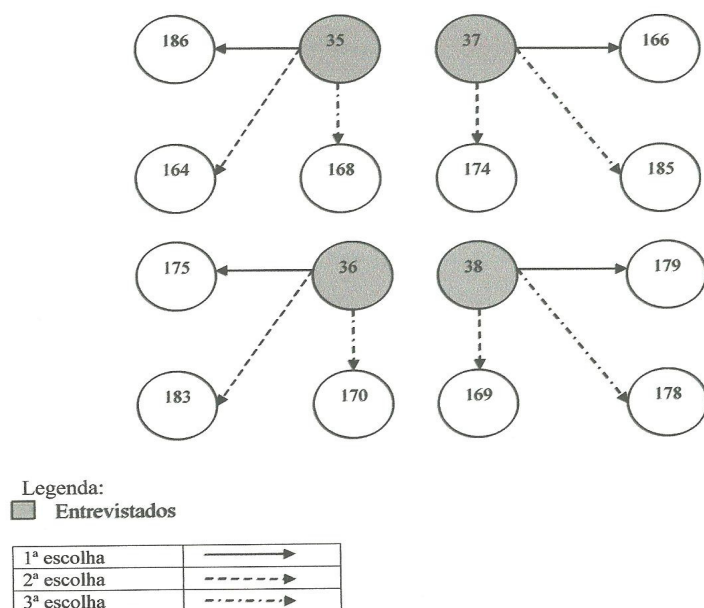 186 35 37 166
164 168 174 185
175 36 38 179
183 170 169 178
Legenda:
Entrevistados
1ª escolha
2ª escolha
3ª escolha